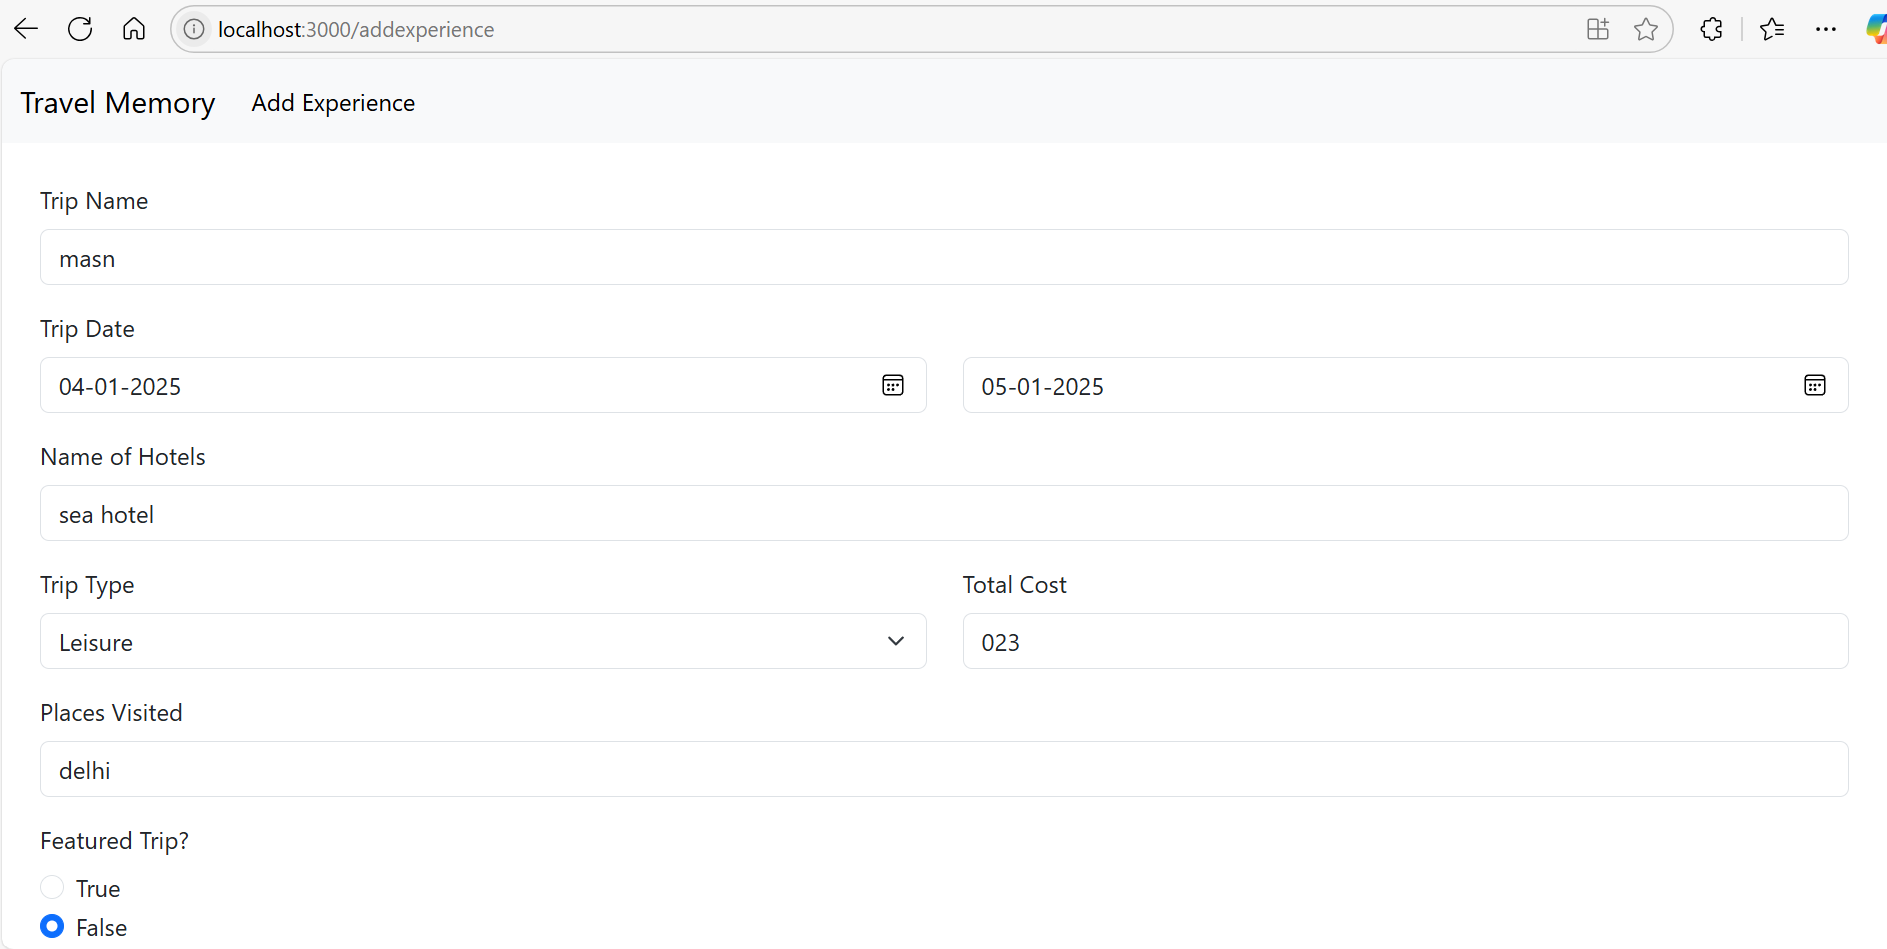 localhost:3000/addexperience
Travel Memory Add Experience
Trip Name
masn
Trip Date
04-01-2025 05-01-2025
Name of Hotels
sea hotel
Trip Type Total Cost
Leisure 023
Places Visited
delhi
Featured Trip?
True
False